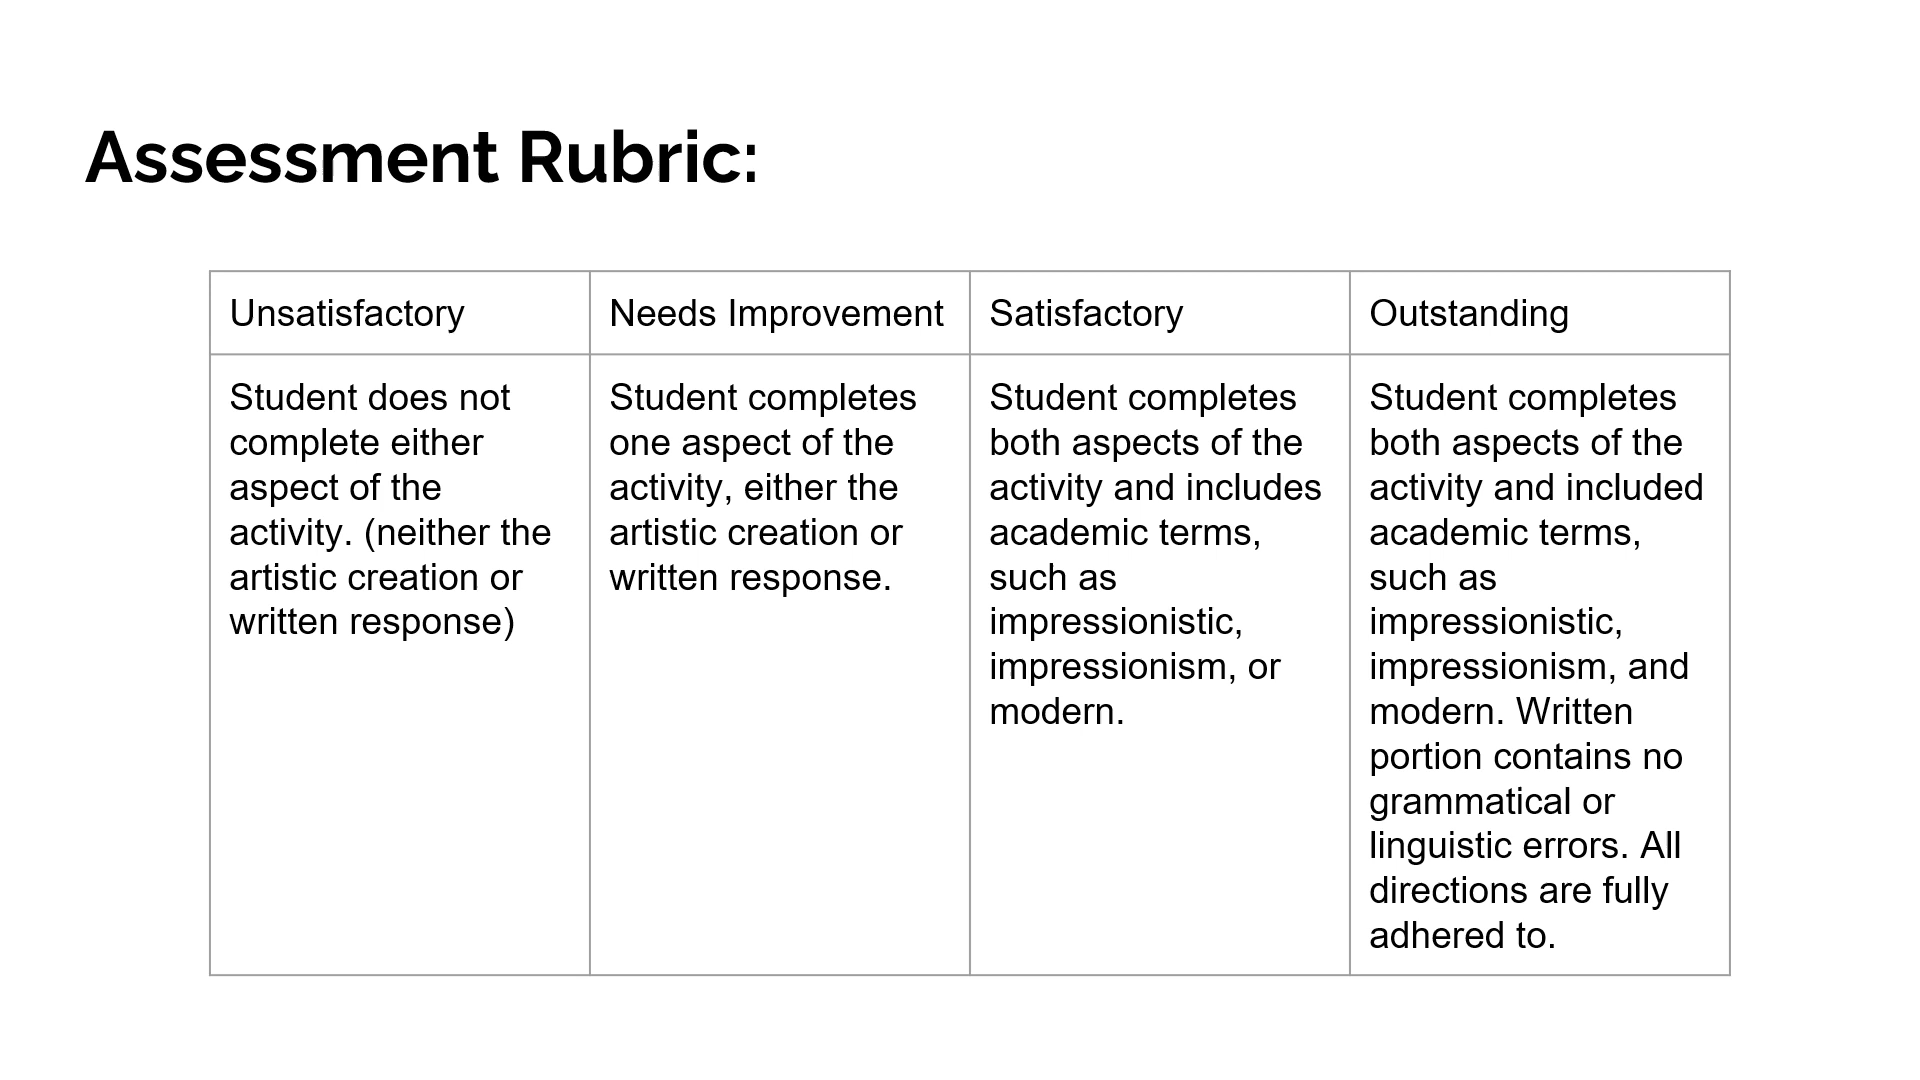 Assessment Rubric:
Unsatisfactory
Needs Improvement
Satisfactory
Outstanding
Student does not
complete either
aspect of the
activity. (neither the
artistic creation or
written response)
Student completes
one aspect of the
activity, either the
artistic creation or
written response.
Student completes
both aspects of the
activity and includes
academic terms,
such as
impressionistic,
impressionism, or
modern.
Student completes
both aspects of the
activity and included
academic terms,
such as
impressionistic,
impressionism, and
modern. Written
portion contains no
grammatical or
linguistic errors. All
directions are fully
adhered to.